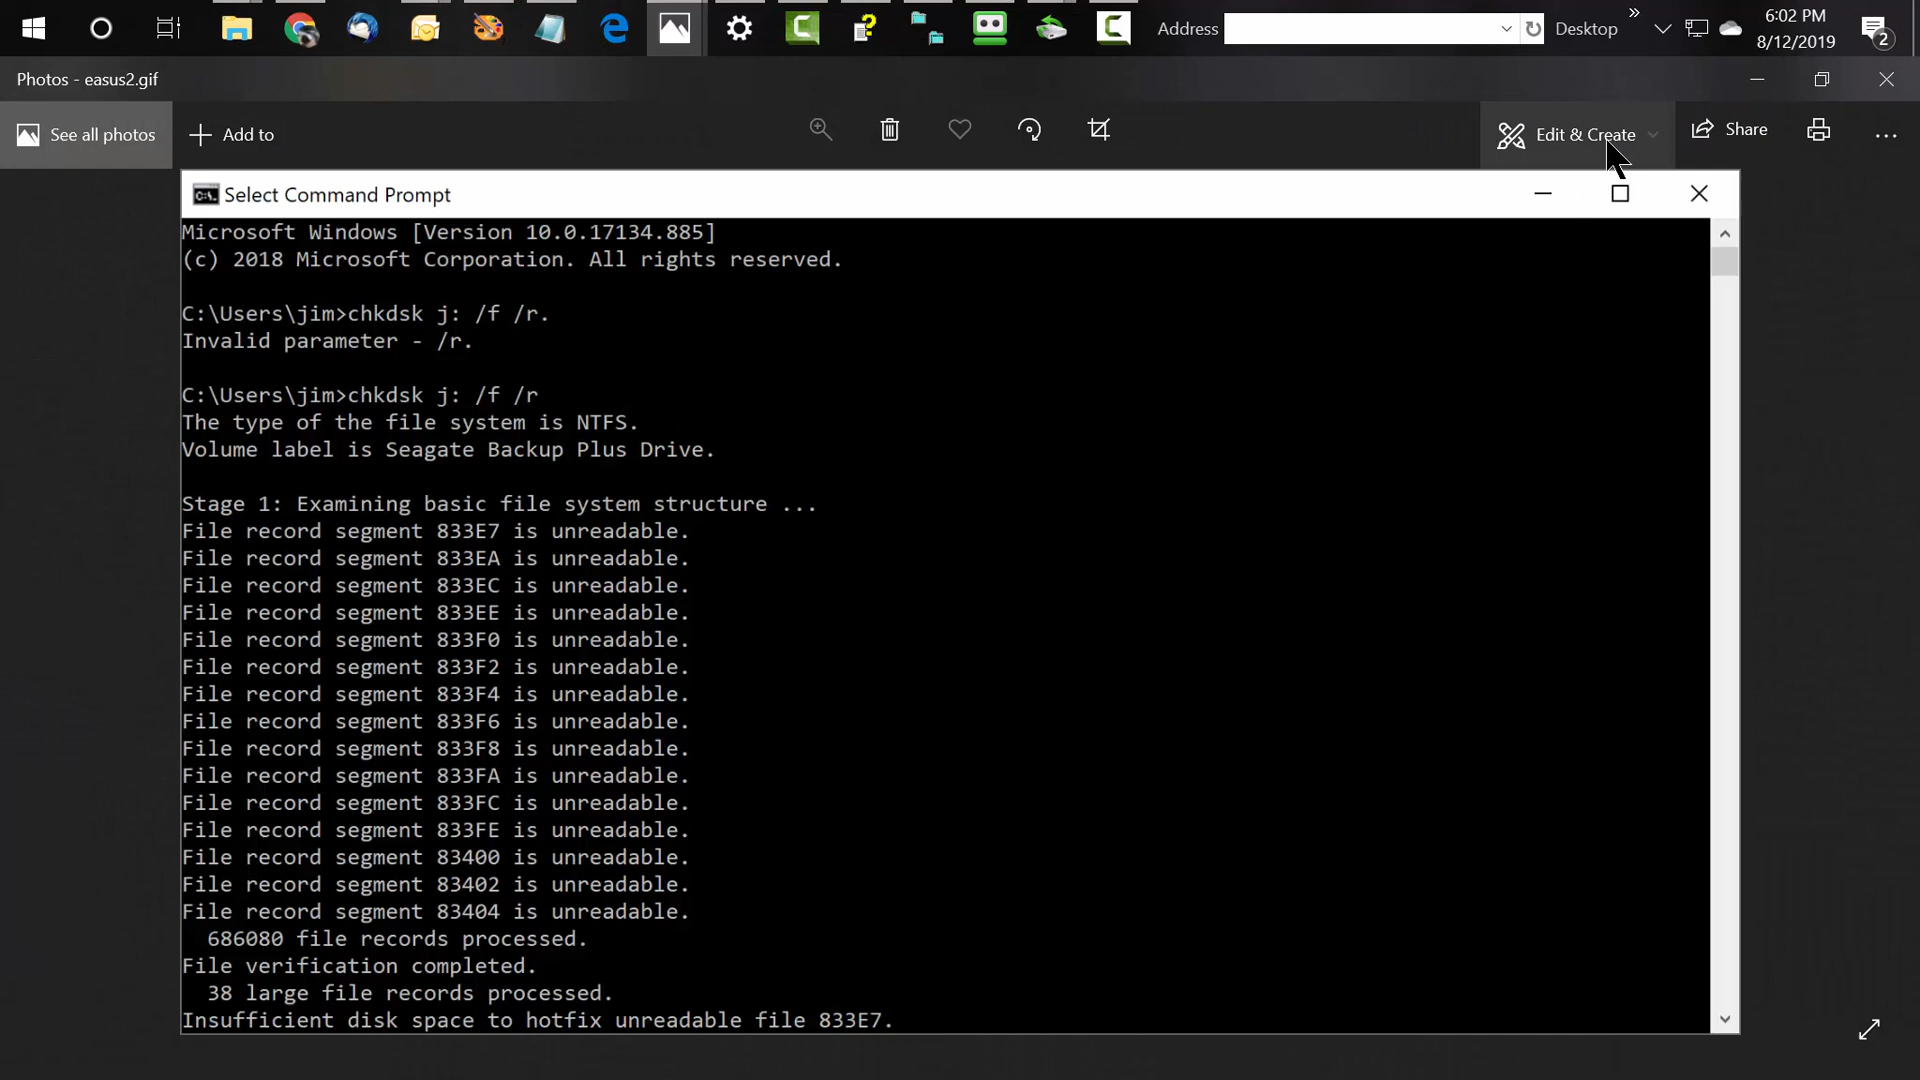 Address
Desktop
»
6:02 PM
8/12/2019
2
Photos - easus2.gif
See all photos
Add to
Edit & Create
Share
Select Command Prompt
Microsoft Windows [Version 10.0.17134.885]
(c) 2018 Microsoft Corporation. All rights reserved.
C:\Users\jim>chkdsk j: /f /r.
Invalid parameter - /r.
C:\Users\jim>chkdsk j: /f /r
The type of the file system is NTFS.
Volume label is Seagate Backup Plus Drive.
Stage 1: Examining basic file system structure ...
File record segment 833E7 is unreadable.
File record segment 833EA is unreadable.
File record segment 833EC is unreadable.
File record segment 833EE is unreadable.
File record segment 833F0 is unreadable.
File record segment 833F2 is unreadable.
File record segment 833F4 is unreadable.
File record segment 833F6 is unreadable.
File record segment 833F8 is unreadable.
File record segment 833FA is unreadable.
File record segment 833FC is unreadable.
File record segment 833FE is unreadable.
File record segment 83400 is unreadable.
File record segment 83402 is unreadable.
File record segment 83404 is unreadable.
686080 file records processed.
File verification completed.
38 large file records processed.
Insufficient disk space to hotfix unreadable file 833E7.